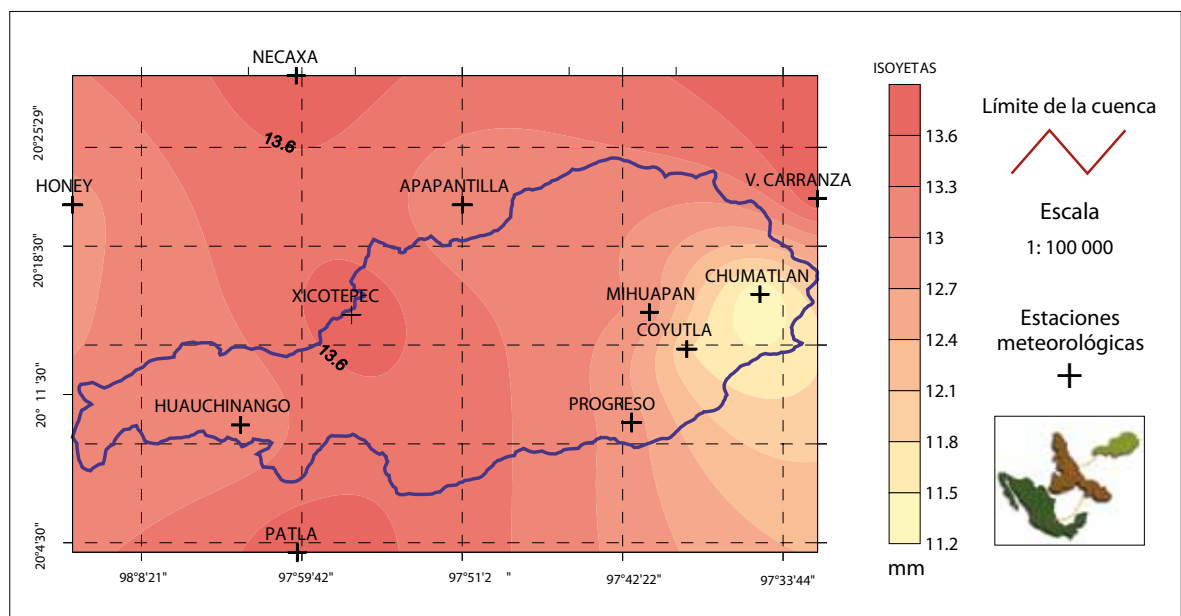 NECAXA
ISOYETAS
13.6
HONEY
APAPANTILLA
V. CARRANZA
XICOTEPEC
MIHUAPAN
CHUMATLAN
COYUTLA
13.6
HUAUCHINANGO
PROGRESO
PATLA
20°25'29"
20°18'30"
20° 11' 30"
20°4'30"
98°8'21"
97°59'42"
97°51'2 "
97°42'22"
97°33'44"
13.6
13.3
13
12.7
12.4
12.1
11.8
11.5
11.2
mm
Límite de la cuenca
Escala
1: 100 000
Estaciones
meteorológicas